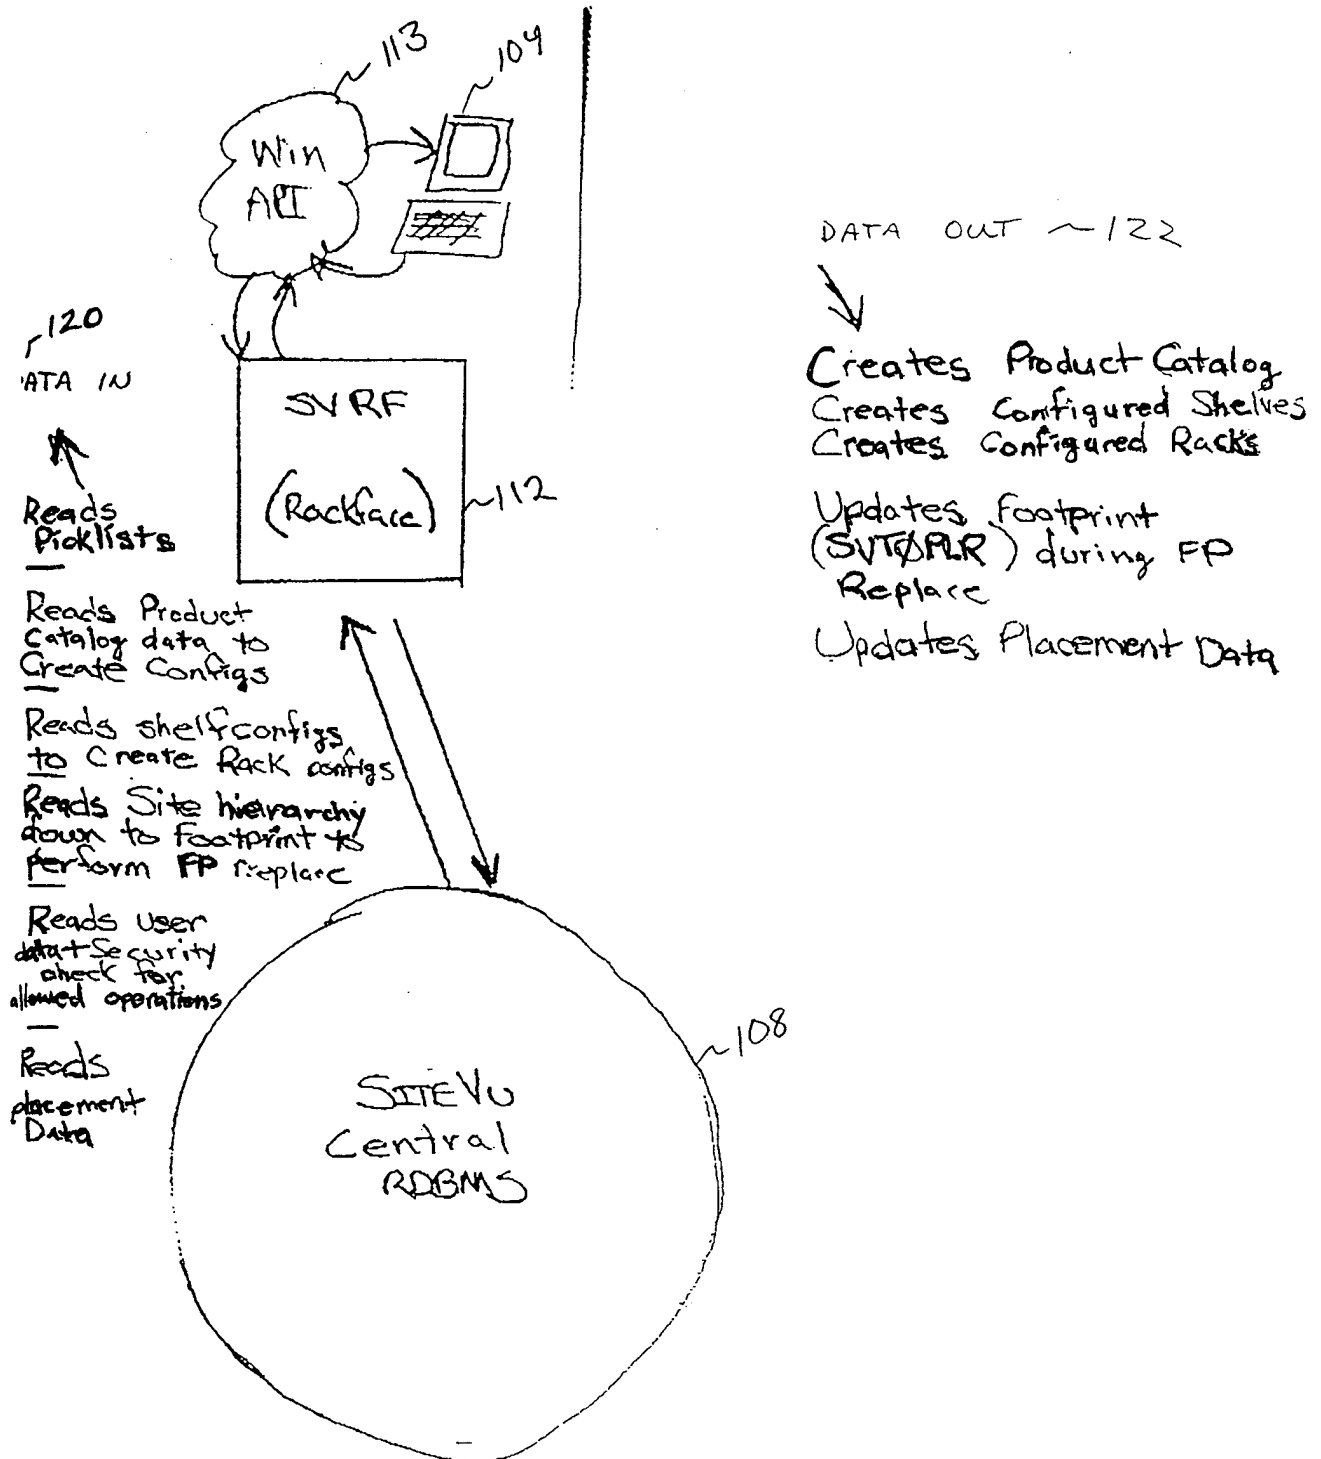 113
104
Win
API
DATA OUT ~122
120
ATA IN
SVRF
(Rackface)
112
Creates Product Catalog
Creates Configured Shelves
Creates Configured Racks
Updates Footprint
(SVTØPLR) during FP
Replace
Updates Placement Data
Reads
Picklists
Reads Product
Catalog data to
Create Configs
Reads shelfconfigs
to Create Rack configs
Reads Site hierarchy
down to Footprint to
perform FP replace
Reads user
data + Security
check for
allowed operations
Reads
placement
Data
108
SITEVU
Central
RDBMS